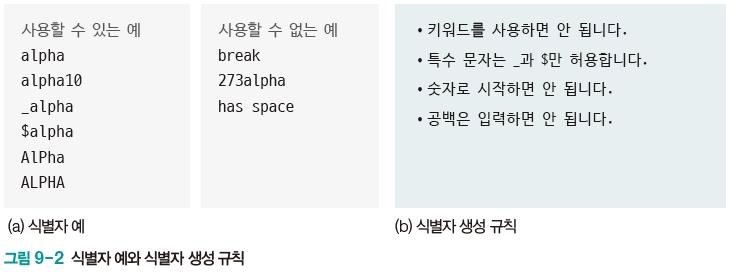 사용할 수 있는 예
alpha
alpha10
_alpha
$alpha
AlPha
ALPHA
사용할 수 없는 예
break
273alpha
has space
• 키워드를 사용하면 안 됩니다.
• 특수 문자는 _과 $만 허용합니다.
• 숫자로 시작하면 안 됩니다.
• 공백은 입력하면 안 됩니다.
(a) 식별자 예
(b) 식별자 생성 규칙
그림 9-2 식별자 예와 식별자 생성 규칙